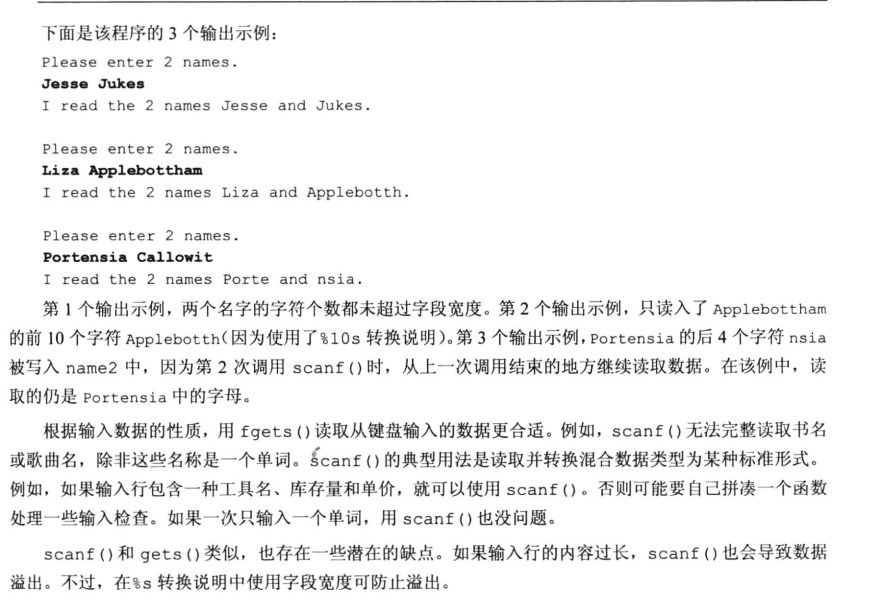 下面是该程序的 3 个输出示例：
Please enter 2 names.
Jesse Jukes
I read the 2 names Jesse and Jukes.
Please enter 2 names.
Liza Applebottham
I read the 2 names Liza and Applebotth.
Please enter 2 names.
Portensia Callowit
I read the 2 names Porte and nsia.
第 1 个输出示例，两个名字的字符个数都未超过字段宽度。第 2 个输出示例，只读入了 Applebottham
的前 10 个字符 Applebotth（因为使用了%10s 转换说明）。第 3 个输出示例，Portensia 的后 4 个字符 nsia
被写入 name2 中，因为第 2 次调用 scanf()时，从上一次调用结束的地方继续读取数据。在该例中，读
取的仍是 Portensia 中的字母。
根据输入数据的性质，用 fgets()读取从键盘输入的数据更合适。例如，scanf()无法完整读取书名
或歌曲名，除非这些名称是一个单词。scanf()的典型用法是读取并转换混合数据类型为某种标准形式。
例如，如果输入行包含一种工具名、库存量和单价，就可以使用 scanf()。否则可能要自己拼凑一个函数
处理一些输入检查。如果一次只输入一个单词，用 scanf()也没问题。
scanf()和 gets()类似，也存在一些潜在的缺点。如果输入行的内容过长，scanf()也会导致数据
溢出。不过，在%s 转换说明中使用字段宽度可防止溢出。